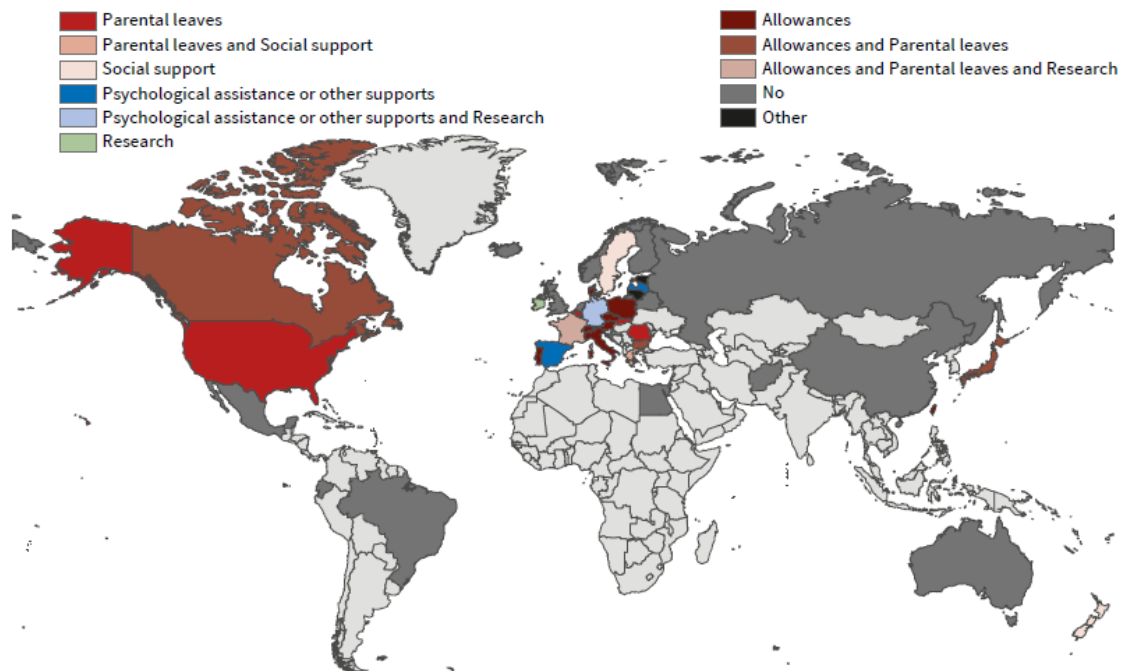 Parental leaves
Parental leaves and Social support
Social support
Psychological assistance or other supports
Psychological assistance or other supports and Research
Research
Allowances
Allowances and Parental leaves
Allowances and Parental leaves and Research
No
Other